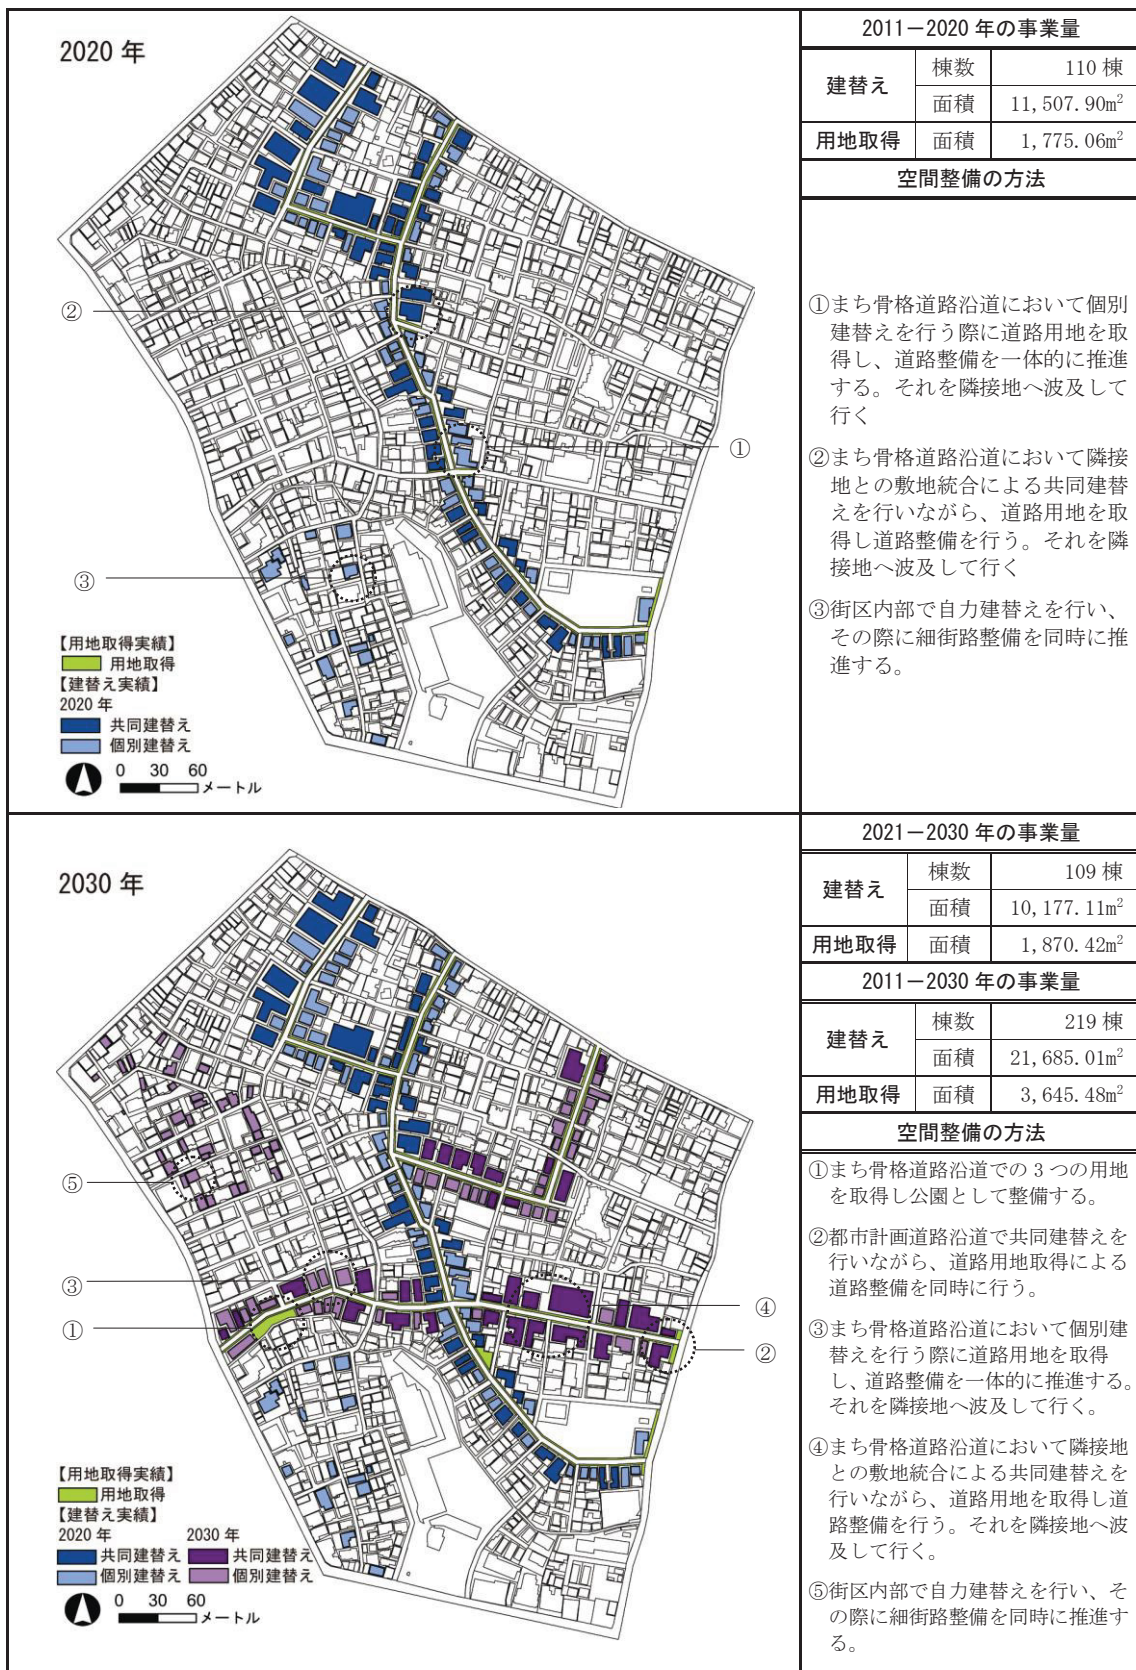 2020 年
②
①
③
【用地取得実績】
用地取得
【建替え実績】
2020 年
共同建替え
個別建替え
0 30 60
メートル
2011－2020 年の事業量
建替え 棟数 110 棟
面積 11,507.90m²
用地取得 面積 1,775.06m²
空間整備の方法
①まち骨格道路沿道において個別
建替えを行う際に道路用地を取
得し、道路整備を一体的に推進
する。それを隣接地へ波及して
行く
②まち骨格道路沿道において隣接
地との敷地統合による共同建替
えを行いながら、道路用地を取
得し道路整備を行う。それを隣
接地へ波及して行く
③街区内部で自力建替えを行い、
その際に細街路整備を同時に推
進する。
2030 年
⑤
③
①
④
②
【用地取得実績】
用地取得
【建替え実績】
2020 年 2030 年
共同建替え 共同建替え
個別建替え 個別建替え
0 30 60
メートル
2021－2030 年の事業量
建替え 棟数 109 棟
面積 10,177.11m²
用地取得 面積 1,870.42m²
2011－2030 年の事業量
建替え 棟数 219 棟
面積 21,685.01m²
用地取得 面積 3,645.48m²
空間整備の方法
①まち骨格道路沿道での 3 つの用地
を取得し公園として整備する。
②都市計画道路沿道で共同建替えを
行いながら、道路用地取得による
道路整備を同時に行う。
③まち骨格道路沿道において個別建
替えを行う際に道路用地を取得
し、道路整備を一体的に推進する。
それを隣接地へ波及して行く。
④まち骨格道路沿道において隣接地
との敷地統合による共同建替えを
行いながら、道路用地を取得し道
路整備を行う。それを隣接地へ波
及して行く。
⑤街区内部で自力建替えを行い、そ
の際に細街路整備を同時に推進す
る。